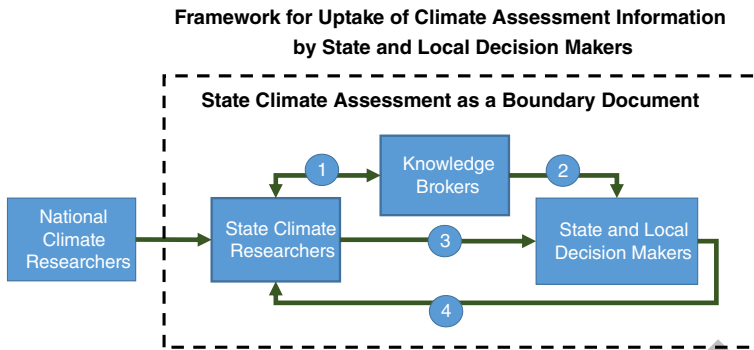 Framework for Uptake of Climate Assessment Information
by State and Local Decision Makers
State Climate Assessment as a Boundary Document
1
Knowledge
Brokers
2
National
Climate
Researchers
State Climate
Researchers
3
State and Local
Decision Makers
4